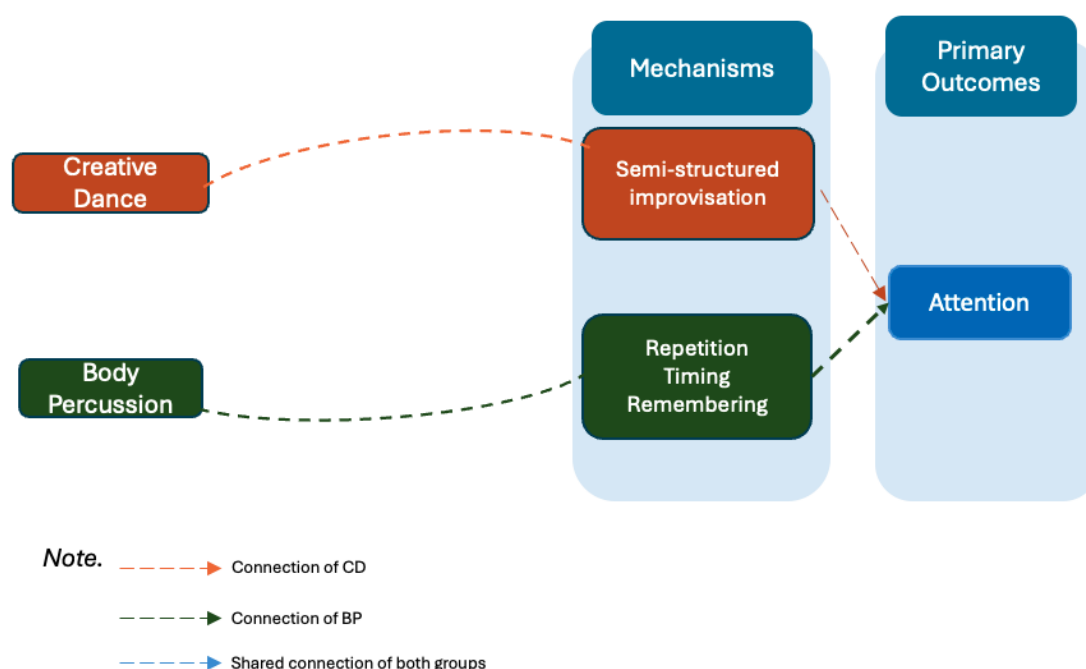 Mechanisms
Primary
Outcomes
Creative
Dance
Semi-structured
improvisation
Attention
Body
Percussion
Repetition
Timing
Remembering
Note.
Connection of CD
Connection of BP
Shared connection of both groups